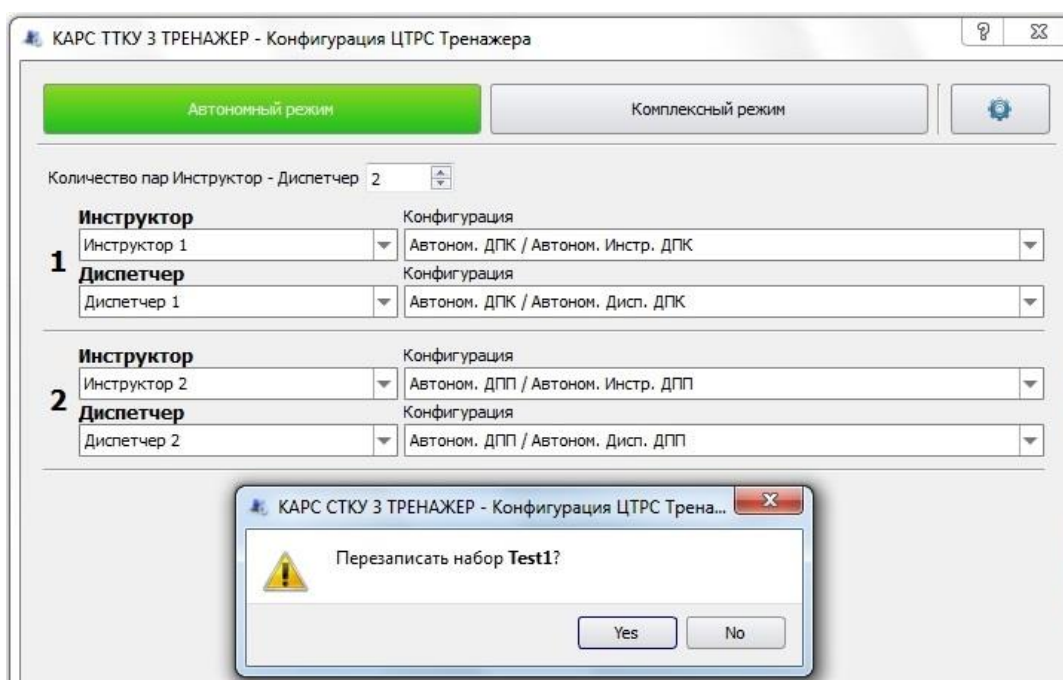 КАРС ТТКУ 3 ТРЕНАЖЕР - Конфигурация ЦТРС Тренажера
Автономный режим Комплексный режим
Количество пар Инструктор - Диспетчер 2
Инструктор Конфигурация
Инструктор 1 Автоном. ДПК / Автоном. Инстр. ДПК
1
Диспетчер Конфигурация
Диспетчер 1 Автоном. ДПК / Автоном. Дисп. ДПК
Инструктор Конфигурация
Инструктор 2 Автоном. ДПП / Автоном. Инстр. ДПП
2
Диспетчер Конфигурация
Диспетчер 2 Автоном. ДПП / Автоном. Дисп. ДПП
КАРС СТКУ 3 ТРЕНАЖЕР - Конфигурация ЦТРС Трена...
Перезаписать набор Test1?
Yes No